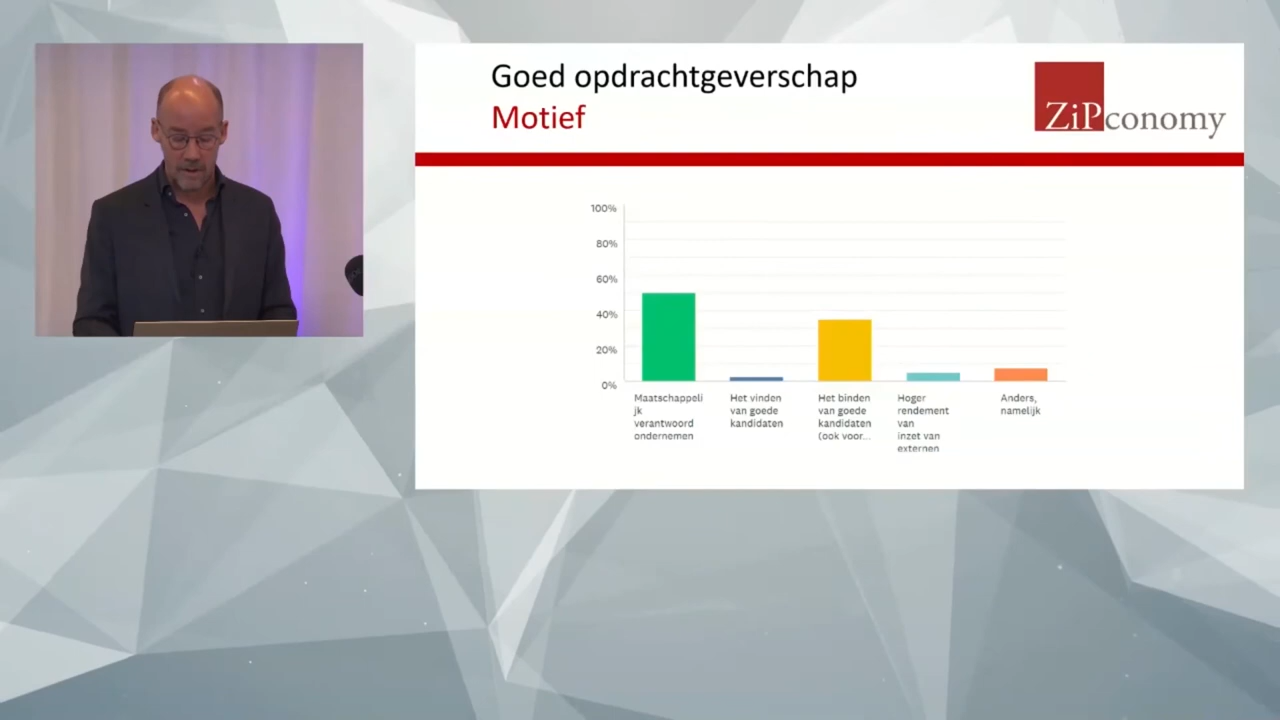 Goed opdrachtgeverschap
Motief
ZiPconomy
100%
80%
60%
40%
20%
0%
Maatschappeli
jk
verantwoord
ondernemen
Het vinden
van goede
kandidaten
Het binden
van goede
kandidaten
(ook voor...
Hoger
rendement
van
inzet van
externen
Anders,
namelijk